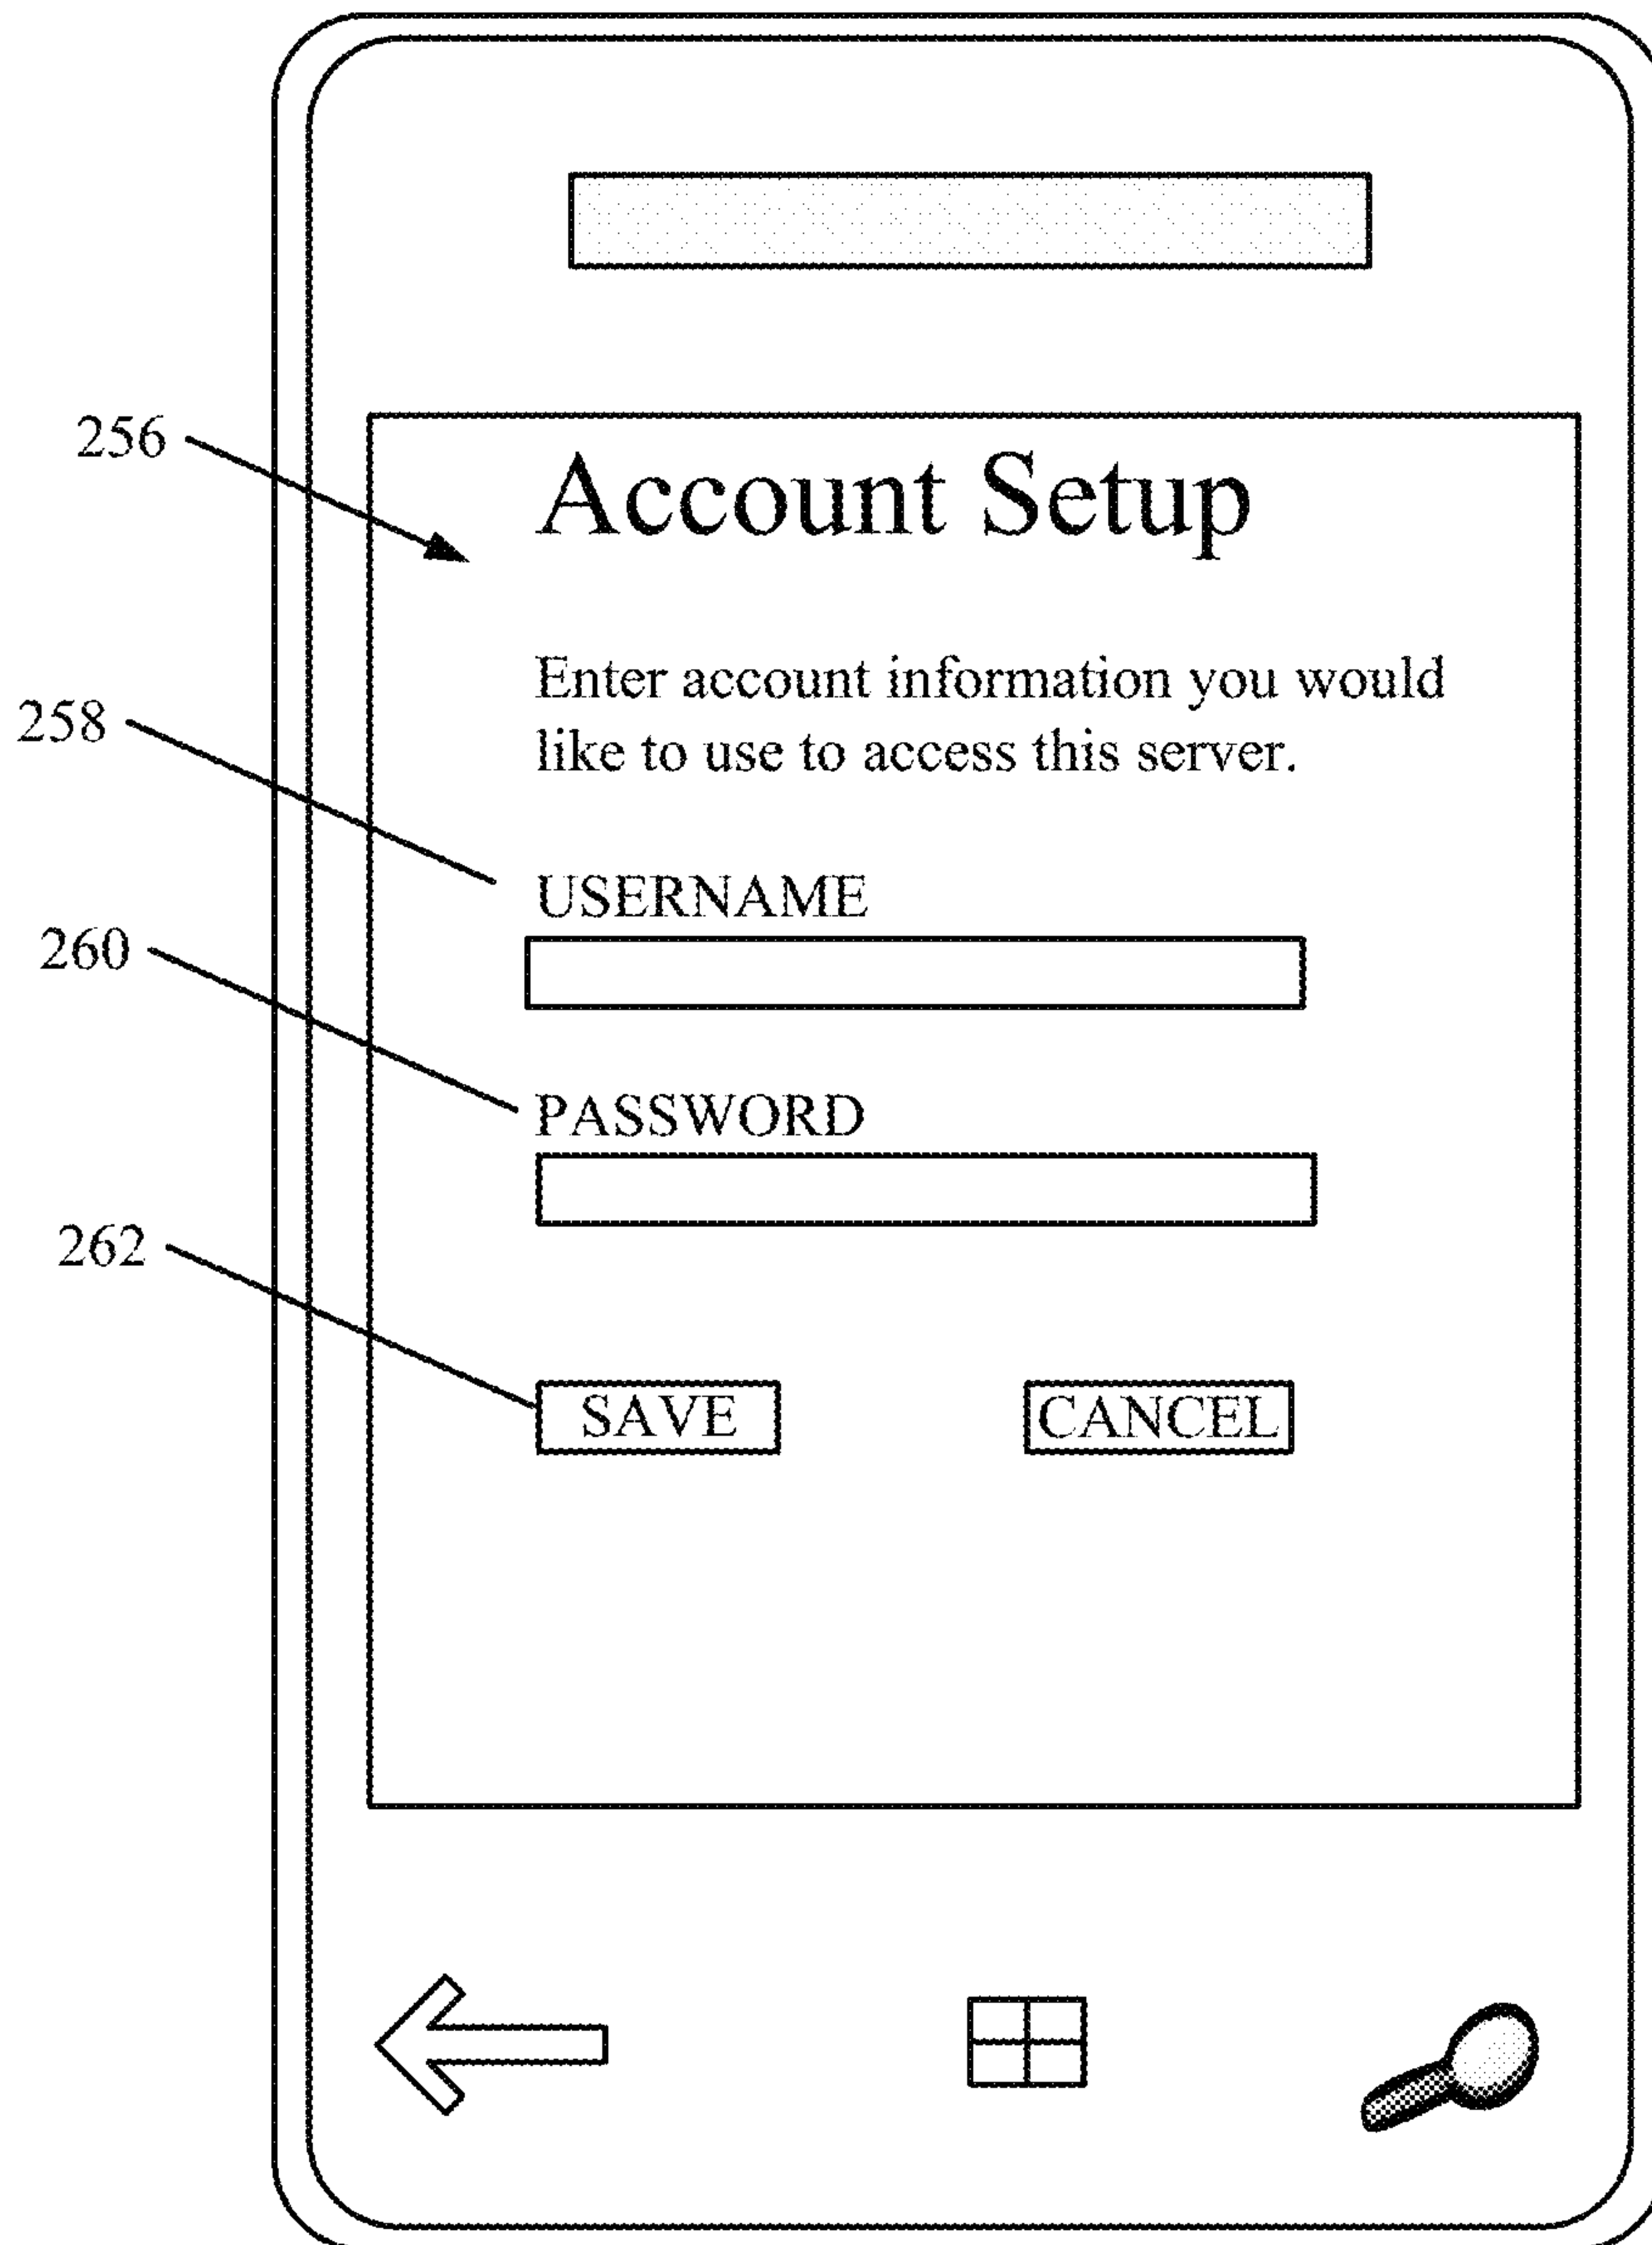 256
Account Setup
Enter account information you would
like to use to access this server.
258
USERNAME
260
PASSWORD
262
SAVE CANCEL